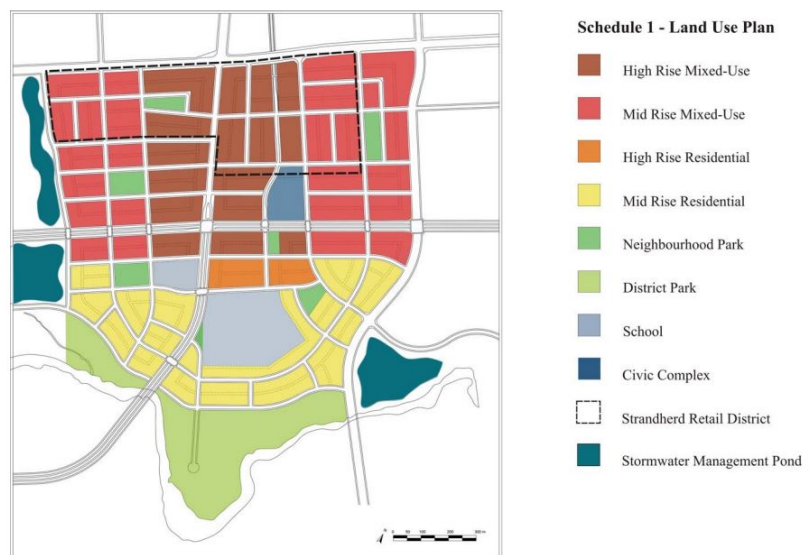 Schedule 1 - Land Use Plan
High Rise Mixed-Use
Mid Rise Mixed-Use
High Rise Residential
Mid Rise Residential
Neighbourhood Park
District Park
School
Civic Complex
Strandherd Retail District
Stormwater Management Pond